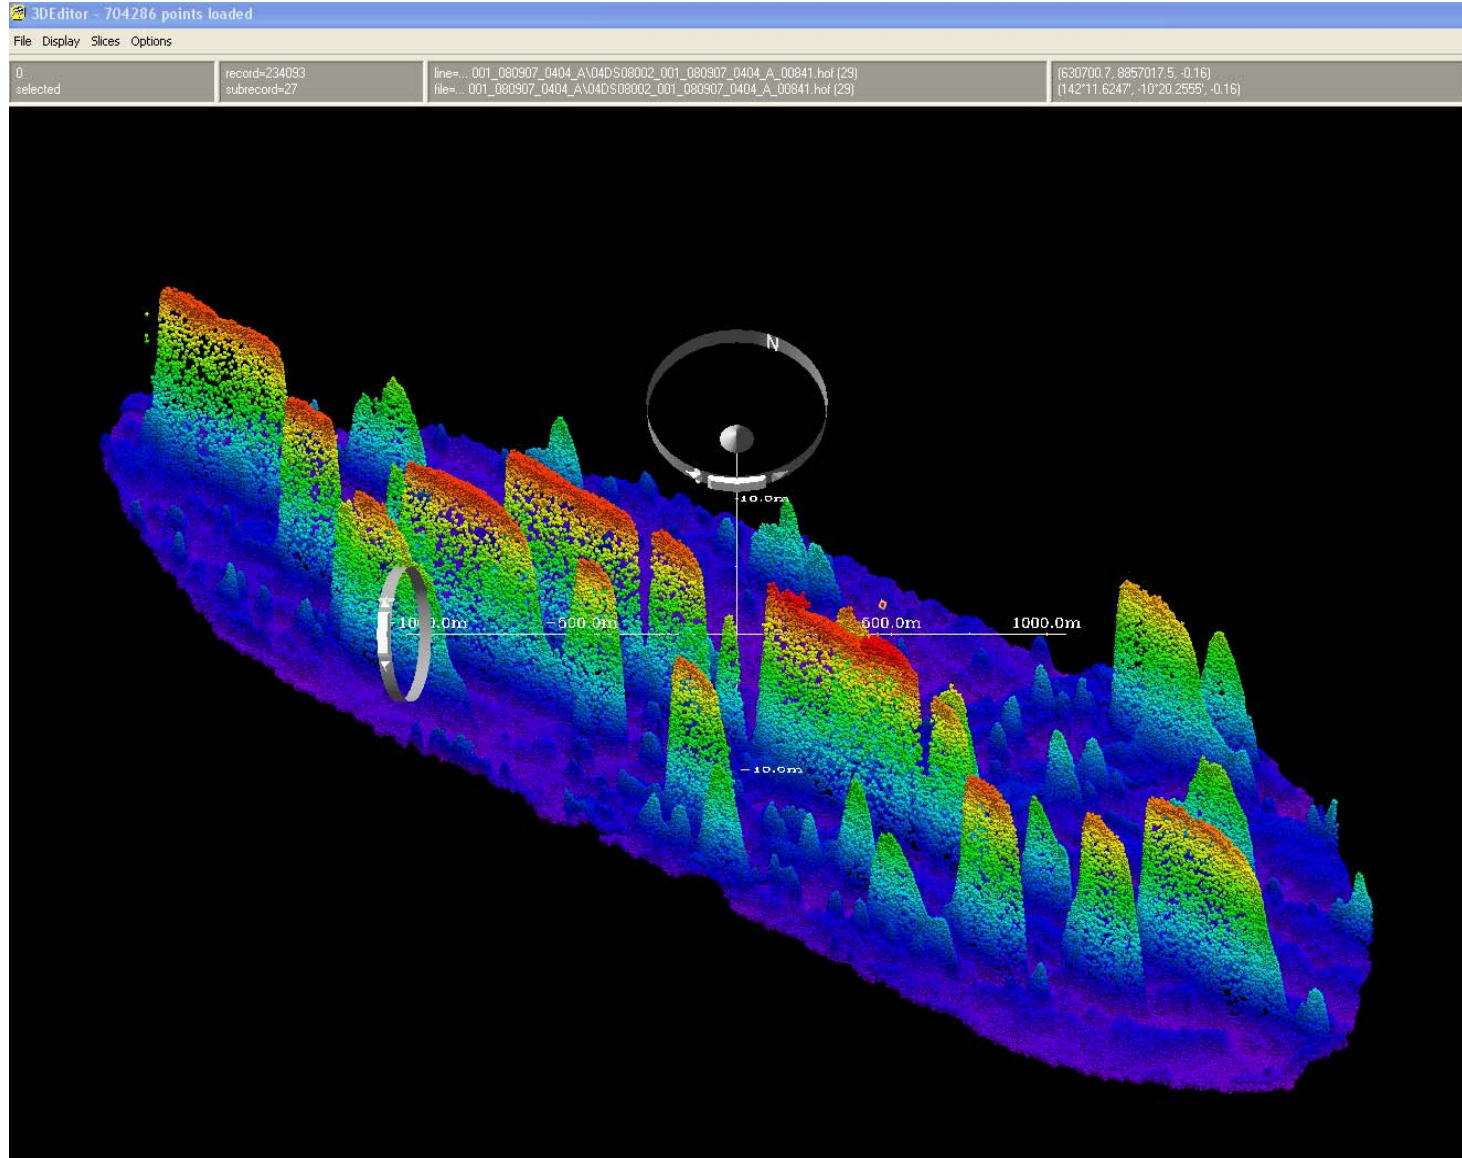 3DEditor - 704286 points loaded
File Display Slices Options
0
selected
record=234093
subrecord=27
line=... 001_080907_0404_A\04DS08002_001_080907_0404_A_00841.hof (29)
file=... 001_080907_0404_A\04DS08002_001_080907_0404_A_00841.hof (29)
(630700.7, 8857017.5, -0.16)
(142°11.6247', -10°20.2555', -0.16)
N
10.0m
-1000.0m -500.0m 500.0m 1000.0m
-10.0m